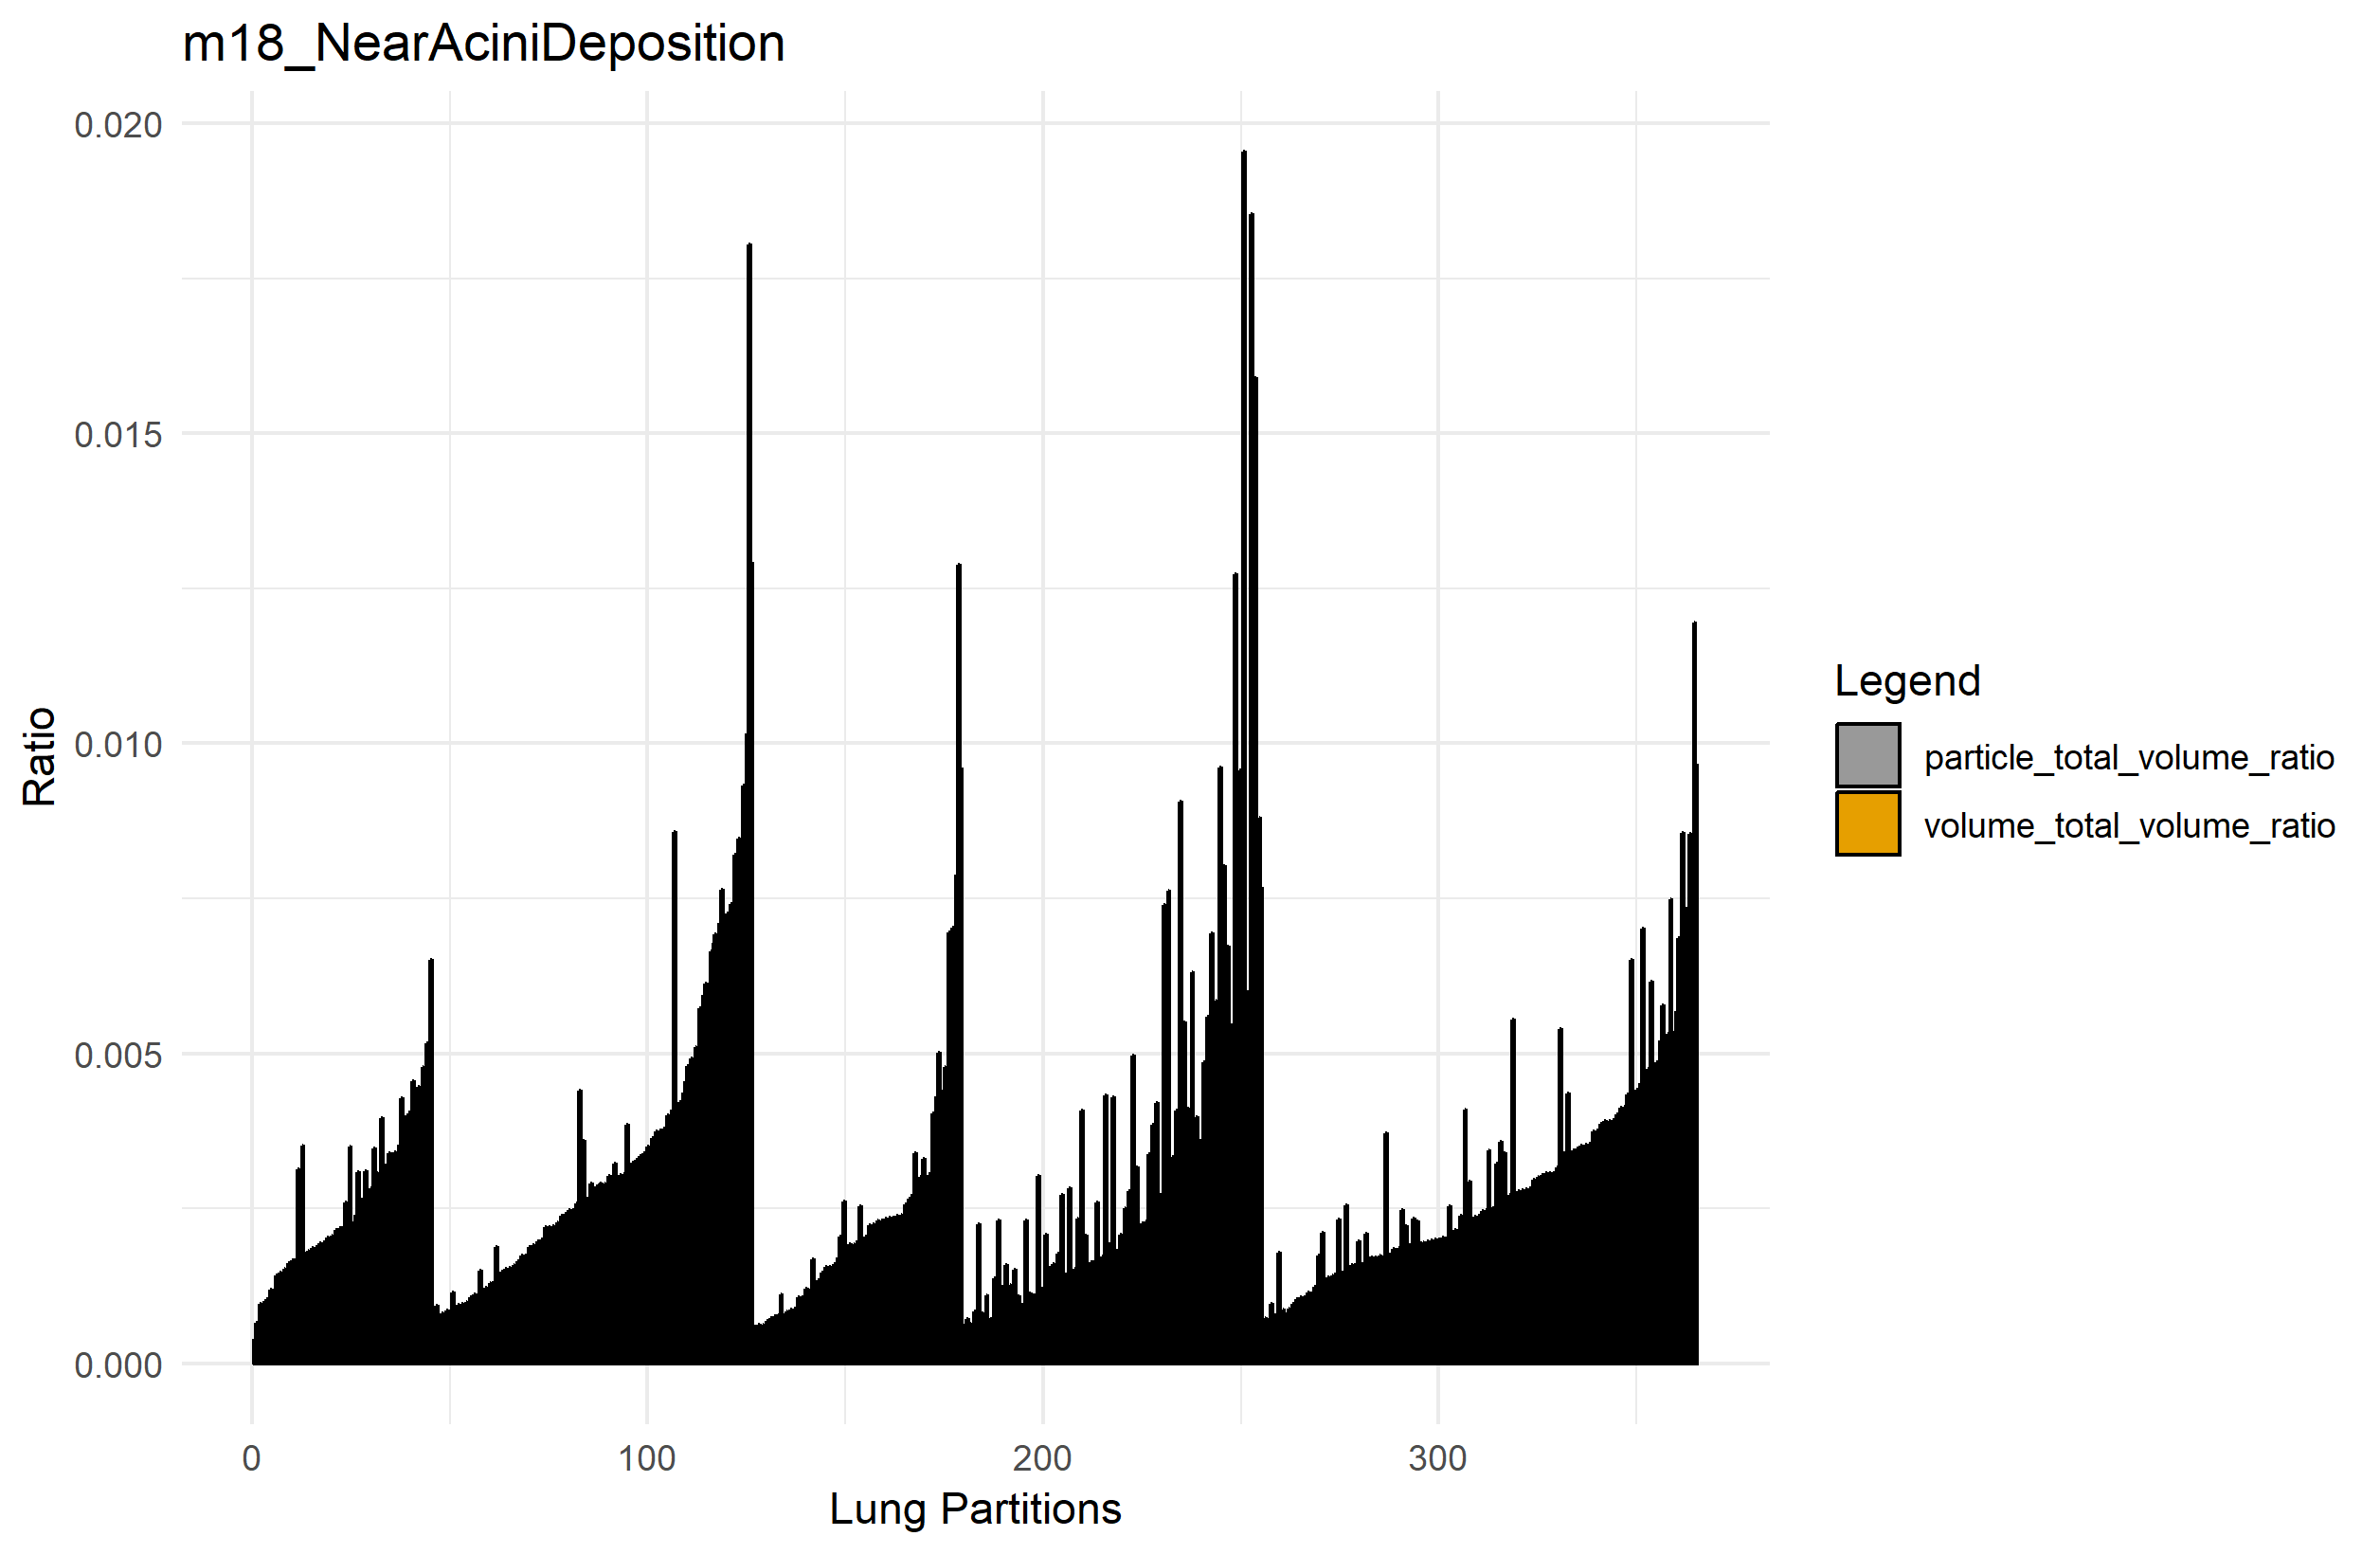 m18_NearAciniDeposition
0.020
0.015
0.010
0.005
0.000
Ratio
0 100 200 300
Lung Partitions
Legend
particle_total_volume_ratio
volume_total_volume_ratio